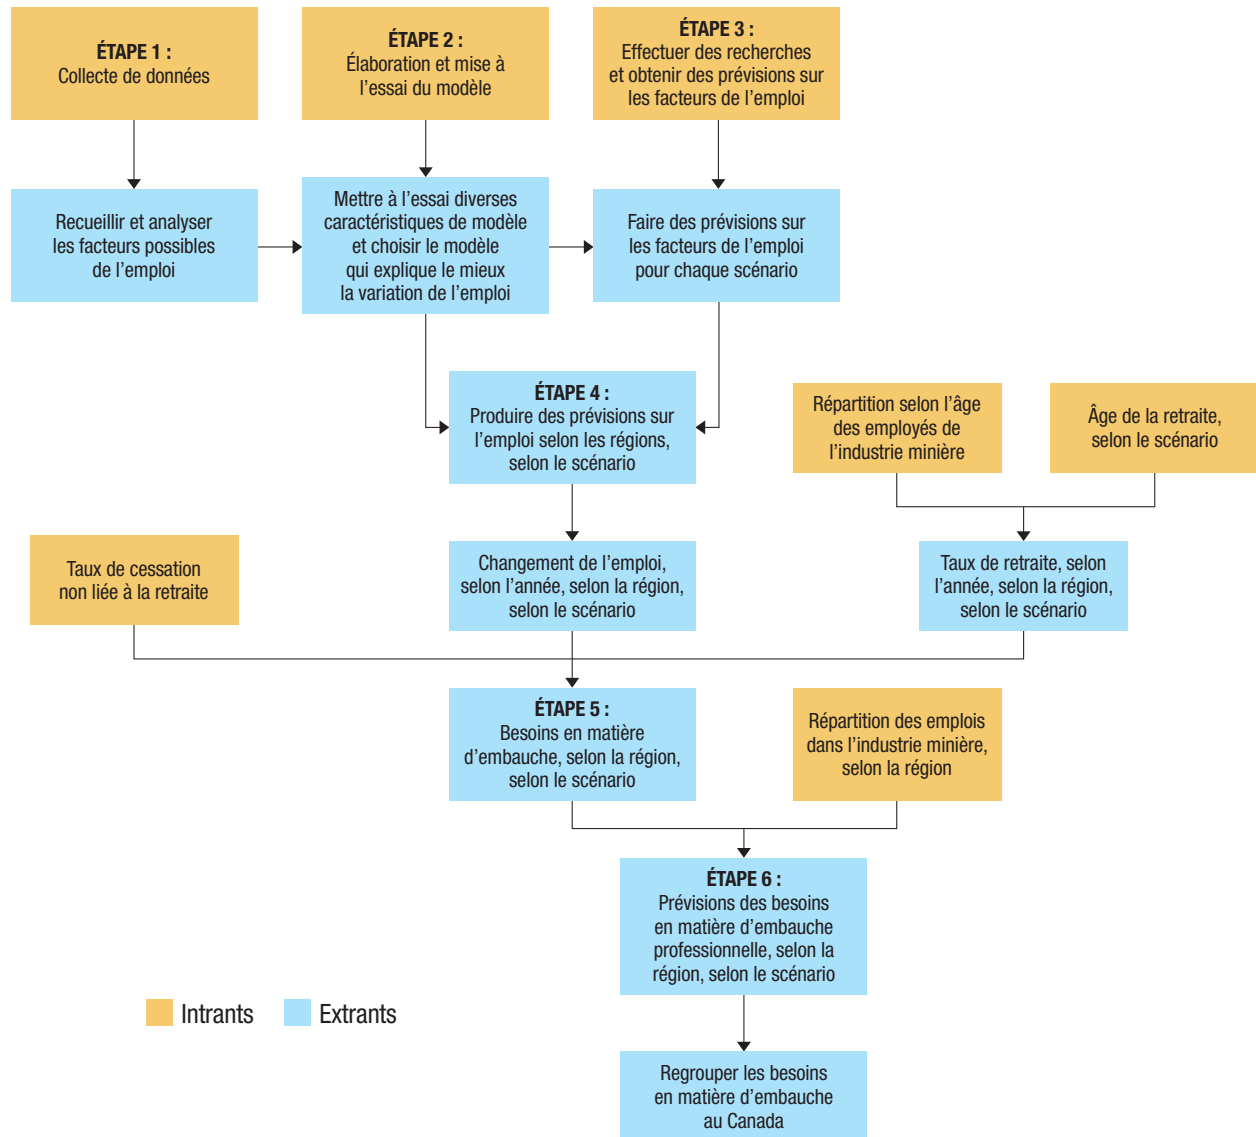 ÉTAPE 1 :
Collecte de données
ÉTAPE 2 :
Élaboration et mise à
l’essai du modèle
ÉTAPE 3 :
Effectuer des recherches
et obtenir des prévisions sur
les facteurs de l’emploi
Recueillir et analyser
les facteurs possibles
de l’emploi
Mettre à l’essai diverses
caractéristiques de modèle
et choisir le modèle
qui explique le mieux
la variation de l’emploi
Faire des prévisions sur
les facteurs de l’emploi
pour chaque scénario
ÉTAPE 4 :
Produire des prévisions sur
l’emploi selon les régions,
selon le scénario
Répartition selon l’âge
des employés de
l’industrie minière
Âge de la retraite,
selon le scénario
Taux de cessation
non liée à la retraite
Changement de l’emploi,
selon l’année, selon la région,
selon le scénario
Taux de retraite, selon
l’année, selon la région,
selon le scénario
ÉTAPE 5 :
Besoins en matière
d’embauche, selon la région,
selon le scénario
Répartition des emplois
dans l’industrie minière,
selon la région
ÉTAPE 6 :
Prévisions des besoins
en matière d’embauche
professionnelle, selon la
région, selon le scénario
Intrants
Extrants
Regrouper les besoins
en matière d’embauche
au Canada